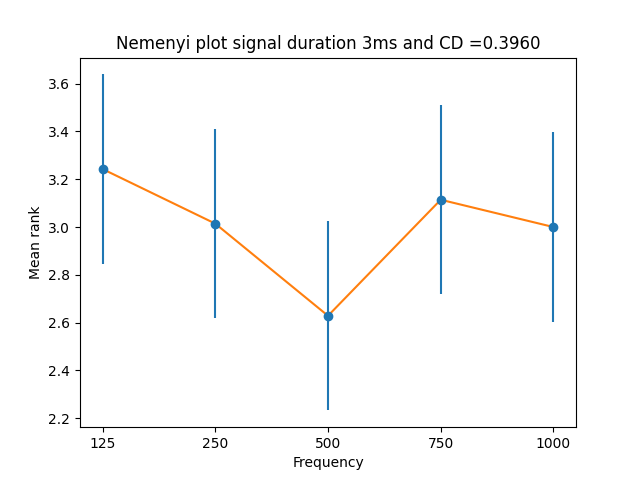 Nemenyi plot signal duration 3ms and CD =0.3960
3.6
3.4
3.2
3.0
2.8
2.6
2.4
2.2
Mean rank
125 250 500 750 1000
Frequency